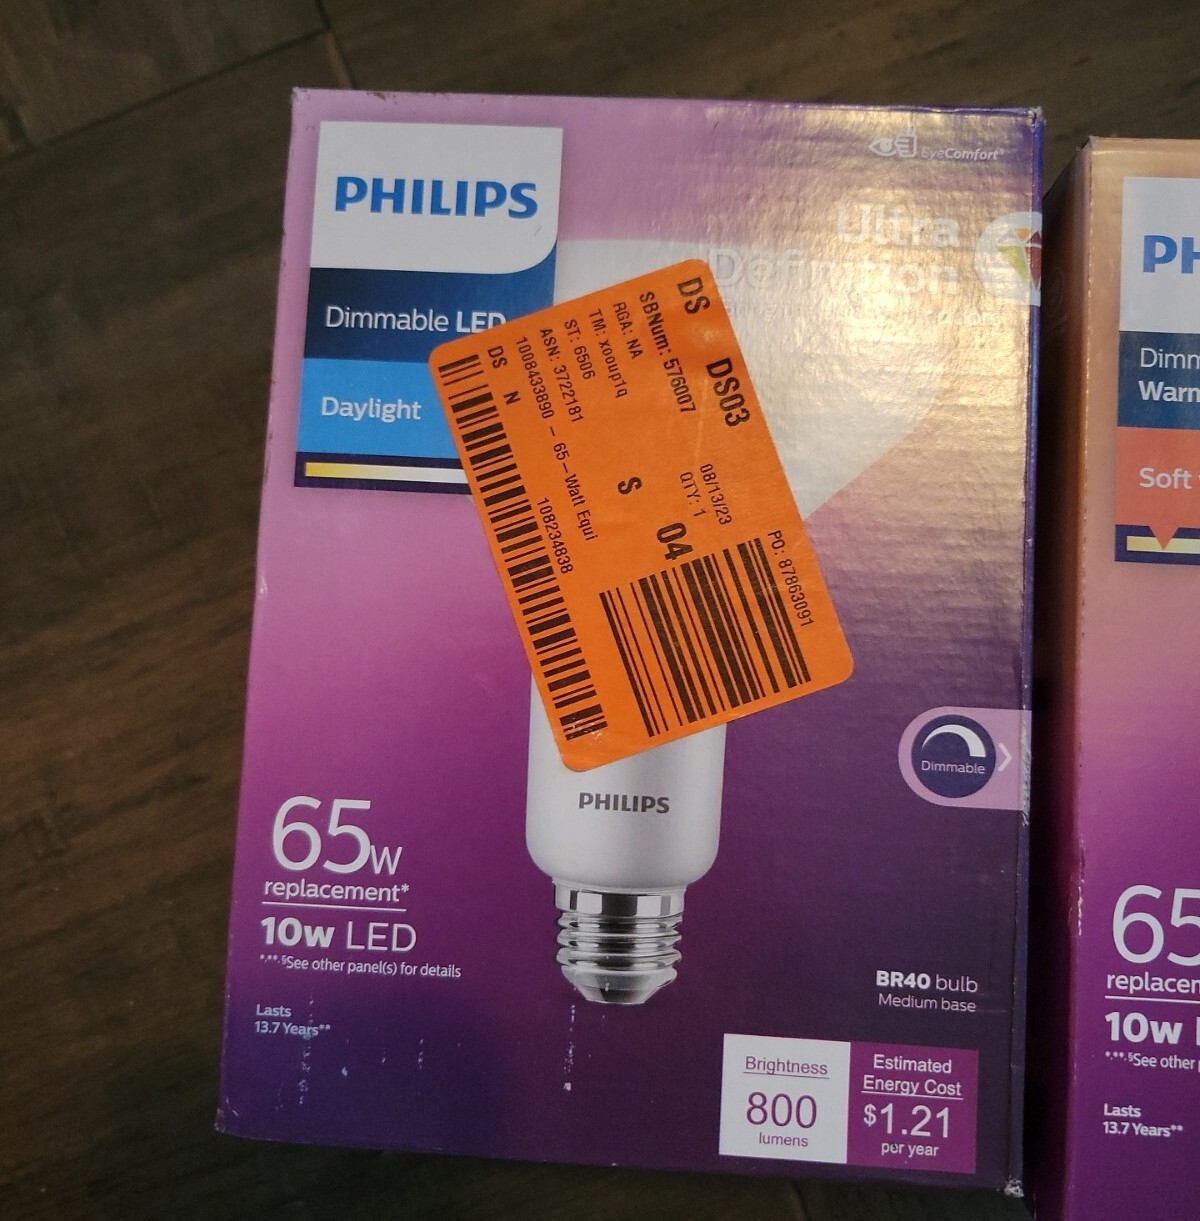 PHILIPS
Dimmable LED
Daylight
EyeComfort
Ultra
Definition
DS DS03
SBNum: 576007
RGA: NA
TM: xooup1q
ST: 6506
ASN: 3722181
1008433890 - 65-Watt Equi
DS N
108234838
S
04
08/13/23
QTY: 1
PO: 87863091
Dimmable
PHILIPS
65w
replacement*
10w LED
*,**,§See other panel(s) for details
Lasts
13.7 Years**
BR40 bulb
Medium base
Brightness
800
lumens
Estimated
Energy Cost
$1.21
per year
PH
Dimm
Warm
Soft
65
replacem
10w
*,**,§See other
Lasts
13.7 Years**